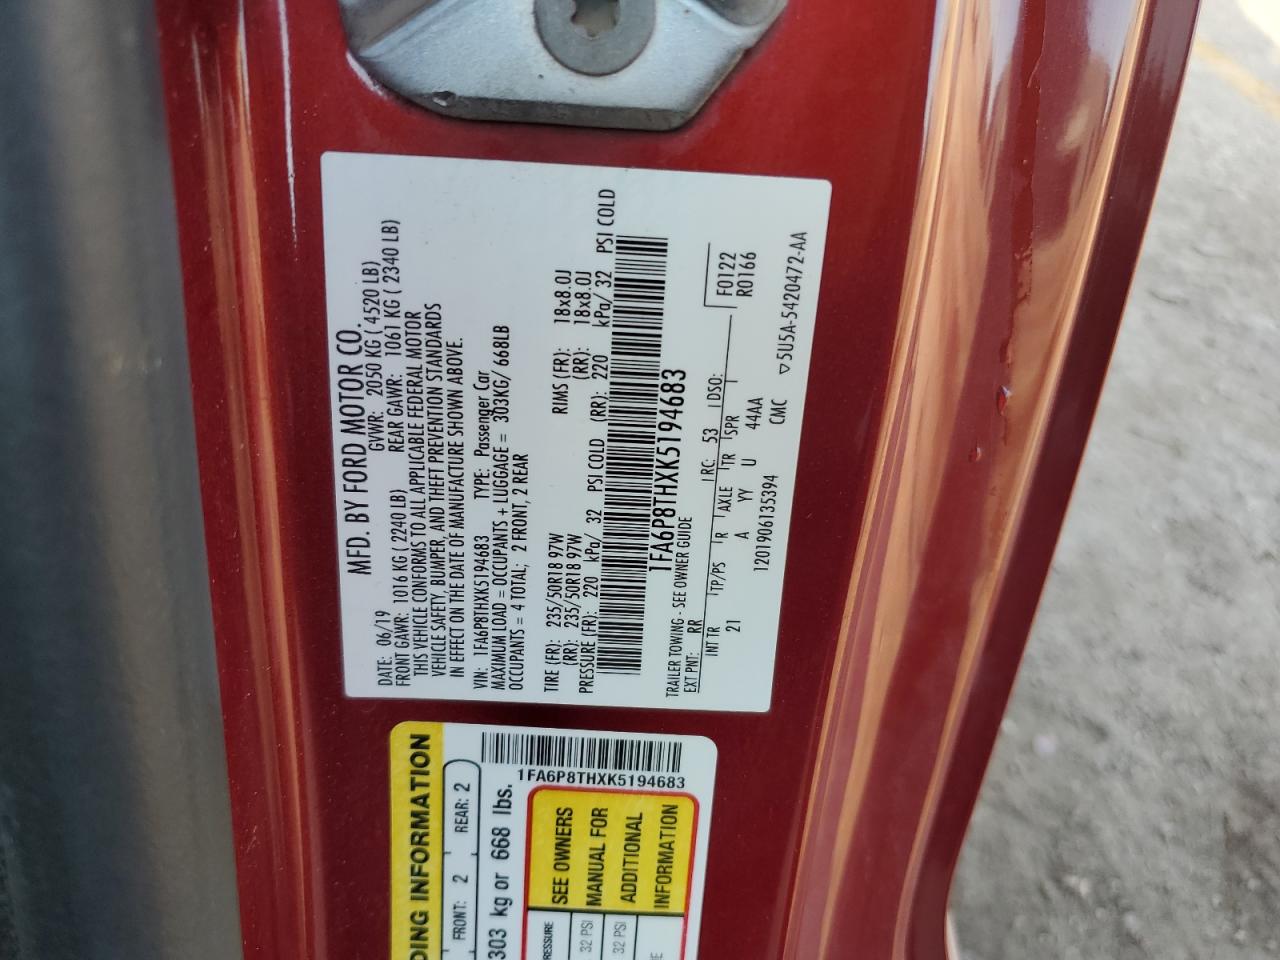 MFD. BY FORD MOTOR CO.
DATE: 06/19 GVWR: 2050 KG ( 4520 LB)
FRONT GAWR: 1016 KG ( 2240 LB) REAR GAWR: 1061 KG ( 2340 LB)
THIS VEHICLE CONFORMS TO ALL APPLICABLE FEDERAL MOTOR
VEHICLE SAFETY, BUMPER, AND THEFT PREVENTION STANDARDS
IN EFFECT ON THE DATE OF MANUFACTURE SHOWN ABOVE.
VIN: 1FA6P8THXK5194683 TYPE: Passenger Car
MAXIMUM LOAD = OCCUPANTS + LUGGAGE = 303KG/ 668LB
OCCUPANTS = 4 TOTAL; 2 FRONT, 2 REAR
TIRE (FR): 235/50R18 97W RIMS (FR): 18x8.0J
(RR): 235/50R18 97W (RR): 18x8.0J
PRESSURE (FR): 220 kPa/ 32 PSI COLD (RR): 220 kPa/ 32 PSI COLD
1FA6P8THXK5194683
TRAILER TOWING - SEE OWNER GUIDE
EXT PNT: RR RC: 53 DSO: F0122
R0166
INT TR TP/PS R AXLE TR SPR
21 A YY U 44AA
1201906135394 CMC
▽5U5A-5420472-AA
DING INFORMATION
FRONT: 2 REAR: 2
303 kg or 668 lbs.
1FA6P8THXK5194683
SEE OWNERS
MANUAL FOR
ADDITIONAL
INFORMATION
32 PSI
32 PSI